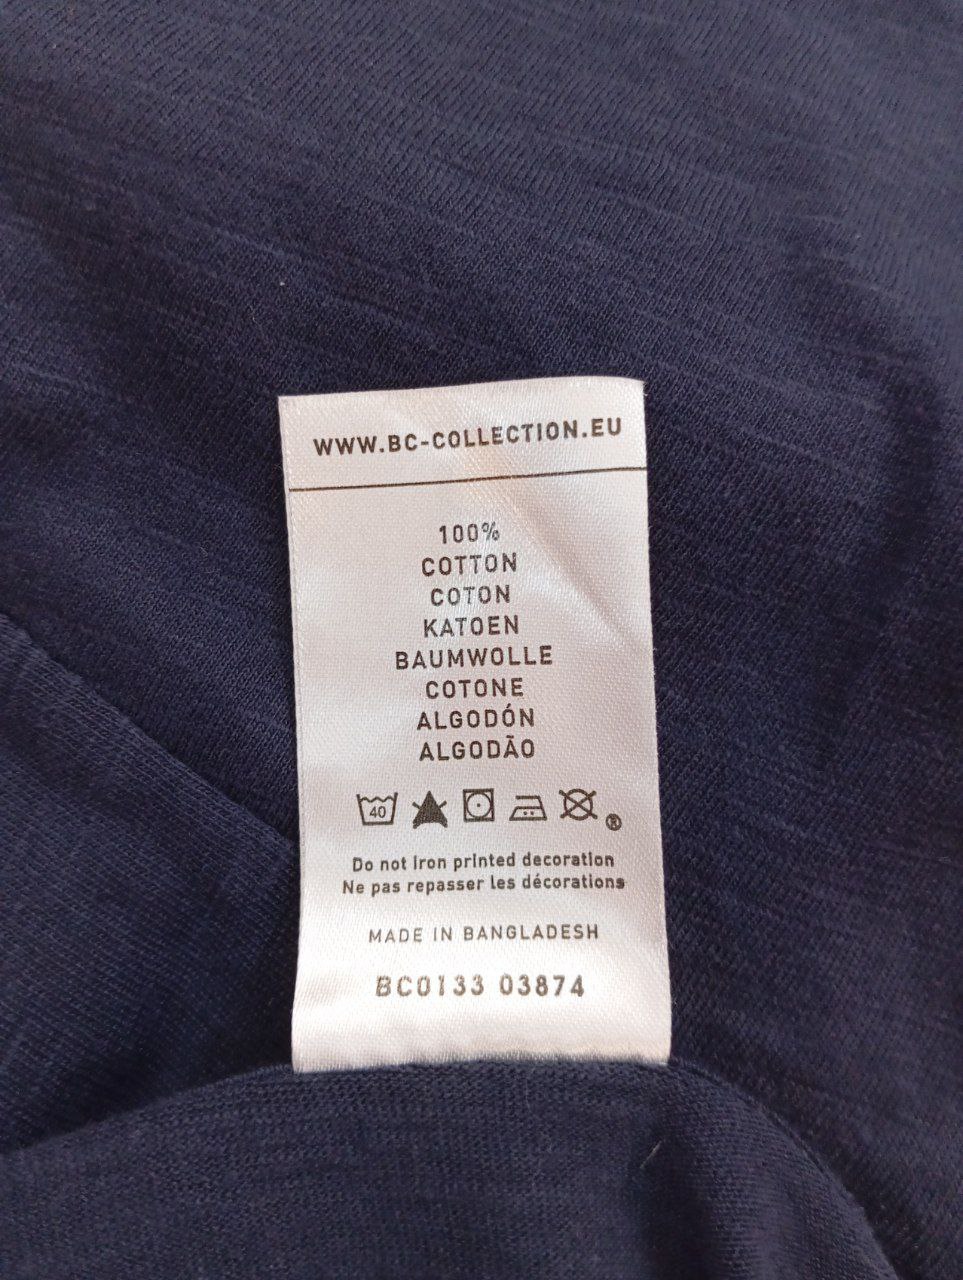 WWW.BC-COLLECTION.EU
100%
COTTON
COTON
KATOEN
BAUMWOLLE
COTONE
ALGODÓN
ALGODÃO
40
®
Do not iron printed decoration
Ne pas repasser les décorations
MADE IN BANGLADESH
BC0133 03874